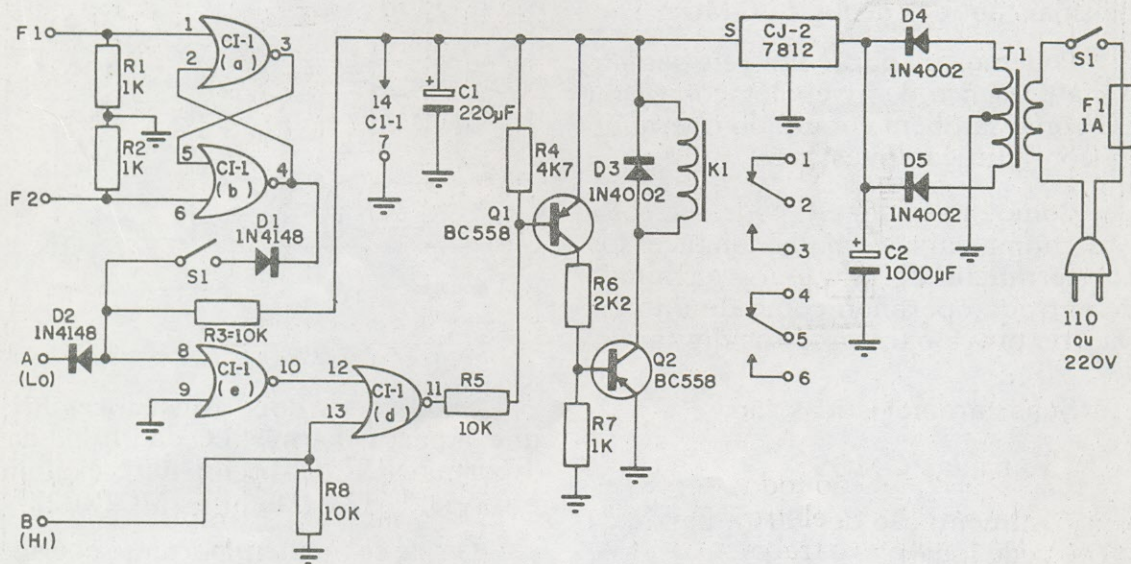 F1
R1
1K
R2
1K
F2
1
2
3
CI-1
(a)
5
6
4
CI-1
(b)
D1
1N4148
S1
D2
1N4148
R3=10K
A
(Lo)
8
9
10
CI-1
(e)
12
13
11
CI-1
(d)
R5
10K
B
(HI)
R8
10K
14
C1-1
7
+
C1
220µF
R4
4K7
Q1
BC558
D3
1N4002
K1
R6
2K2
Q2
BC558
R7
1K
S
CJ-2
7812
1
2
3
4
5
6
D4
1N4002
D5
1N4002
+
C2
1000µF
T1
S1
F1
1A
110
ou
220V